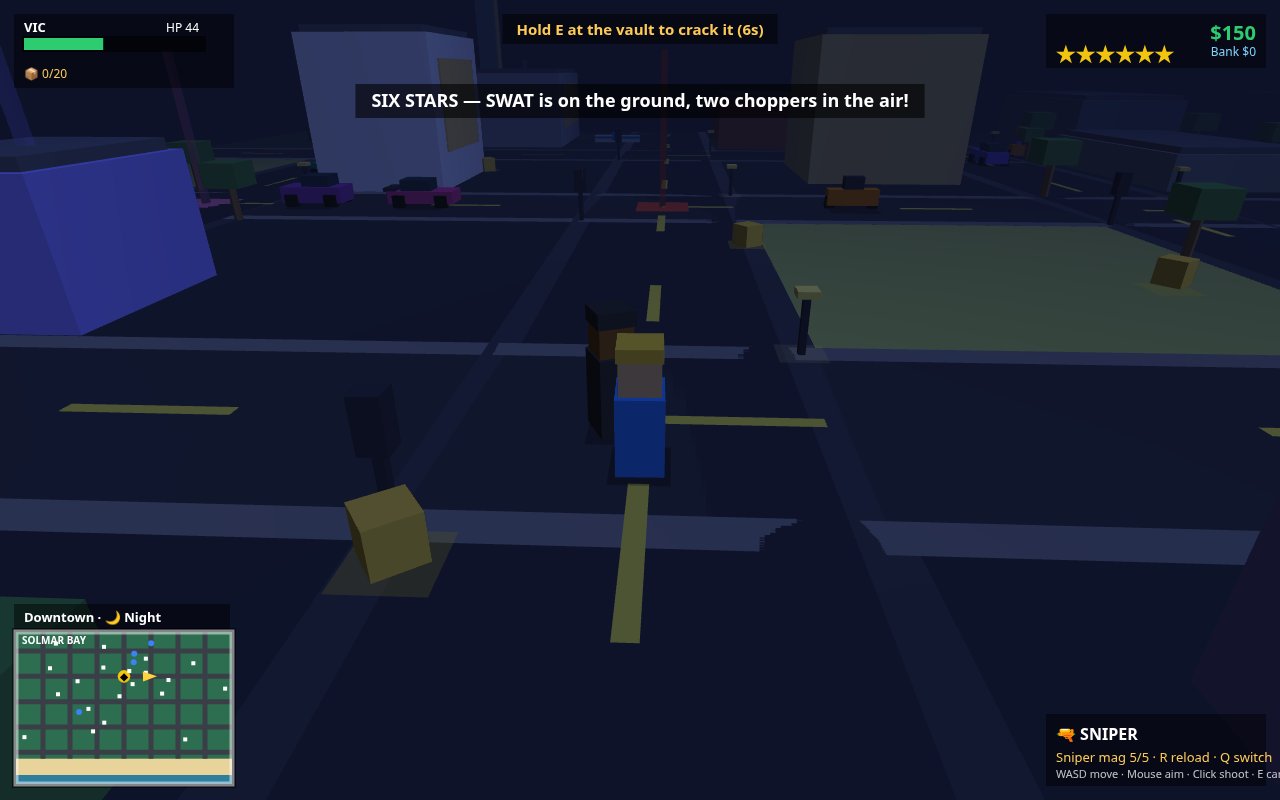 VIC HP 44
📦 0/20
Hold E at the vault to crack it (6s)
$150
★★★★★★ Bank $0
SIX STARS — SWAT is on the ground, two choppers in the air!
Downtown · 🌙 Night
SOLMAR BAY
🔫 SNIPER
Sniper mag 5/5 · R reload · Q switch
WASD move · Mouse aim · Click shoot · E car